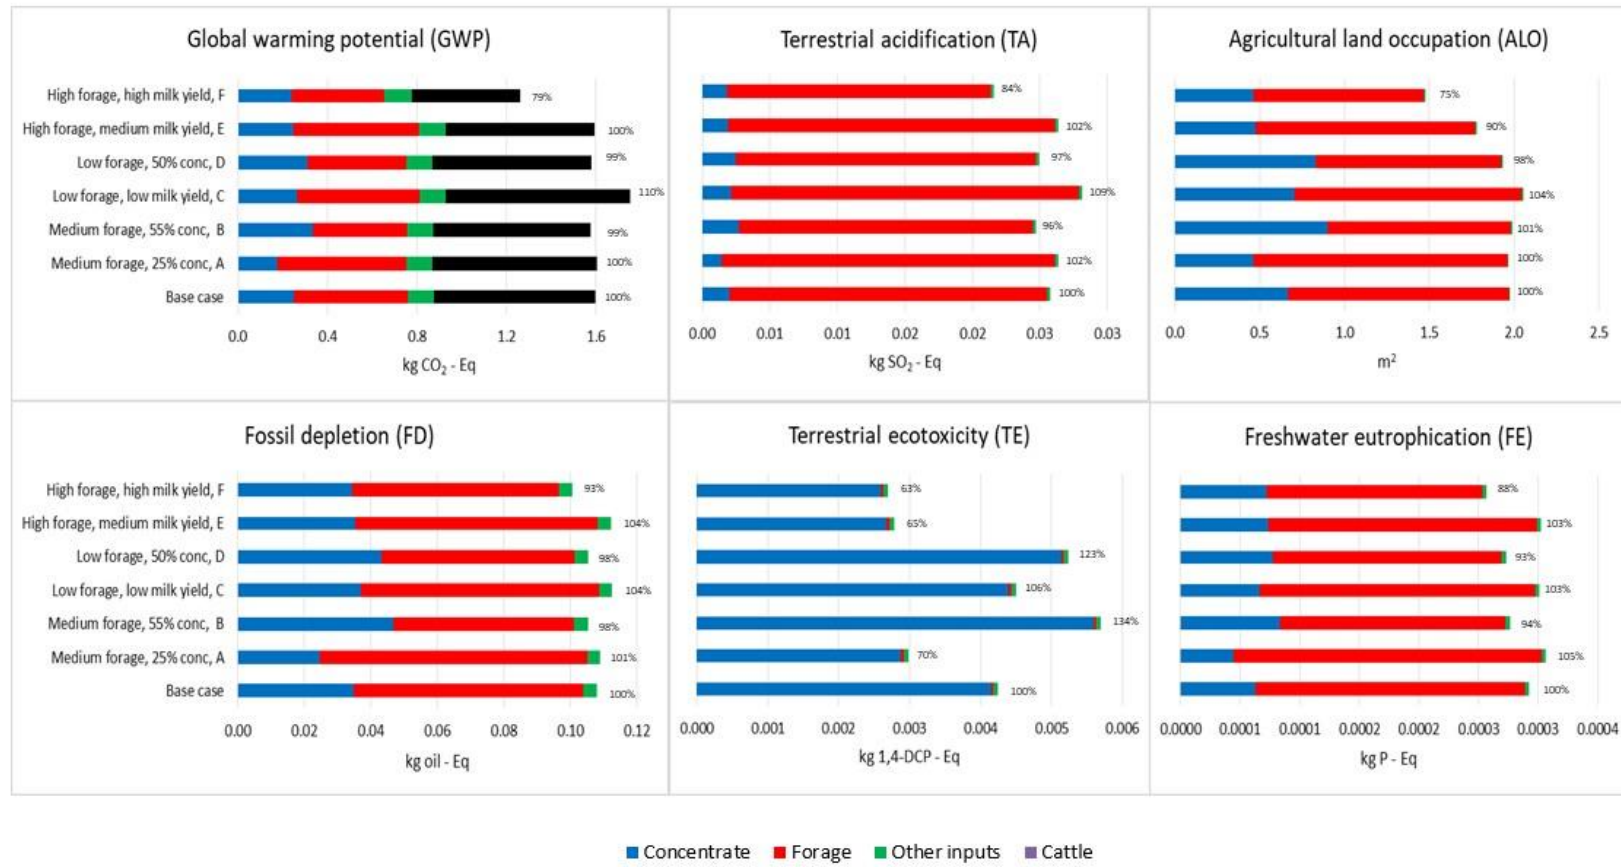 Global warming potential (GWP)
High forage, high milk yield, F
79%
High forage, medium milk yield, E
100%
Low forage, 50% conc, D
99%
Low forage, low milk yield, C
110%
Medium forage, 55% conc, B
99%
Medium forage, 25% conc, A
100%
Base case
100%
0.0 0.4 0.8 1.2 1.6
kg CO₂ - Eq
Terrestrial acidification (TA)
84%
102%
97%
109%
96%
102%
100%
0.00 0.01 0.01 0.02 0.02 0.03 0.03
kg SO₂ - Eq
Agricultural land occupation (ALO)
75%
90%
98%
104%
101%
100%
100%
0.0 0.5 1.0 1.5 2.0 2.5
m²
Fossil depletion (FD)
High forage, high milk yield, F
93%
High forage, medium milk yield, E
104%
Low forage, 50% conc, D
98%
Low forage, low milk yield, C
104%
Medium forage, 55% conc, B
98%
Medium forage, 25% conc, A
101%
Base case
100%
0.00 0.02 0.04 0.06 0.08 0.10 0.12
kg oil - Eq
Terrestrial ecotoxicity (TE)
63%
65%
123%
106%
134%
70%
100%
0.000 0.001 0.002 0.003 0.004 0.005 0.006
kg 1,4-DCP - Eq
Freshwater eutrophication (FE)
88%
103%
93%
103%
94%
105%
100%
0.0000 0.0001 0.0001 0.0002 0.0002 0.0003 0.0003 0.0004
kg P - Eq
Concentrate Forage Other inputs Cattle